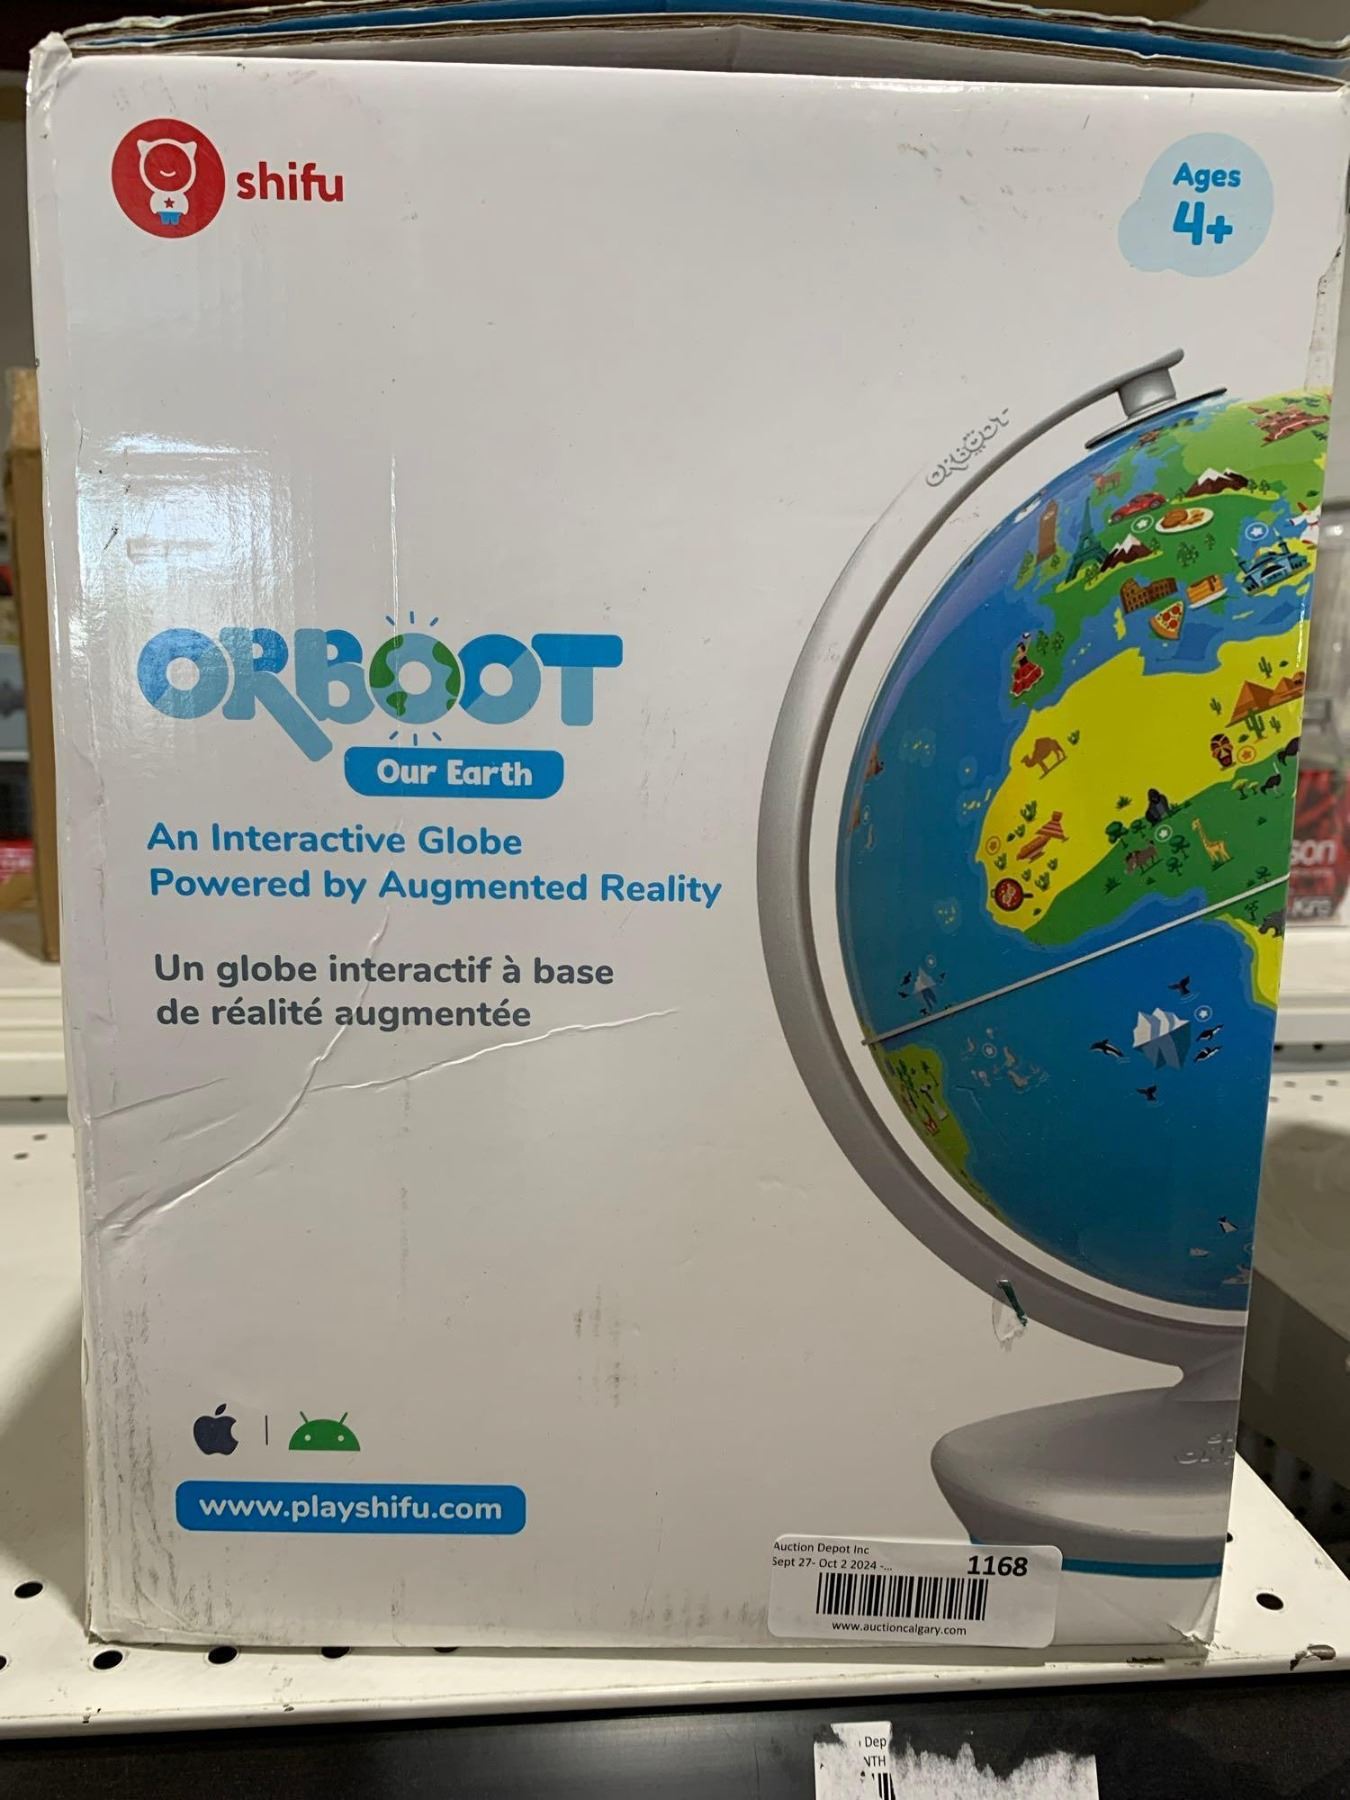 shifu
Ages
4+
ORBOOT
ORBOOT
Our Earth
An Interactive Globe
Powered by Augmented Reality
Un globe interactif à base
de réalité augmentée
www.playshifu.com
Auction Depot Inc
Sept 27- Oct 2 2024 -...
1168
www.auctioncalgary.com
Dep